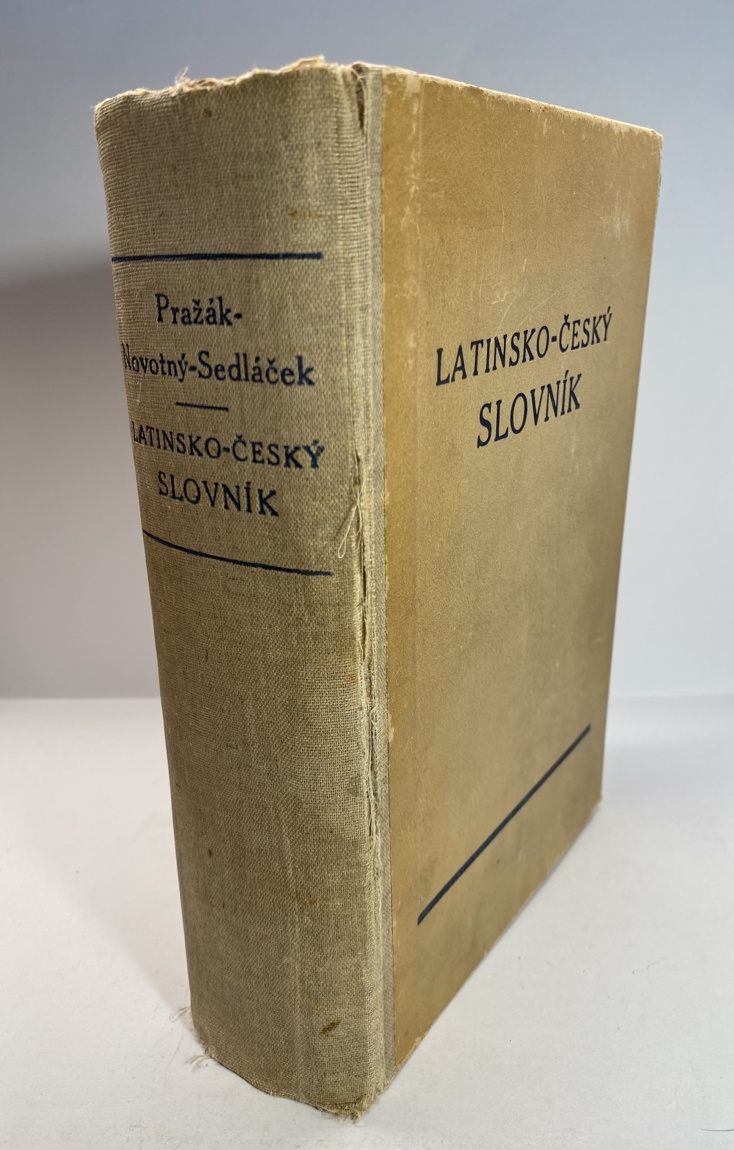 Pražák-
Novotný-Sedláček
LATINSKO-ČESKÝ
SLOVNÍK
LATINSKO-ČESKÝ
SLOVNÍK